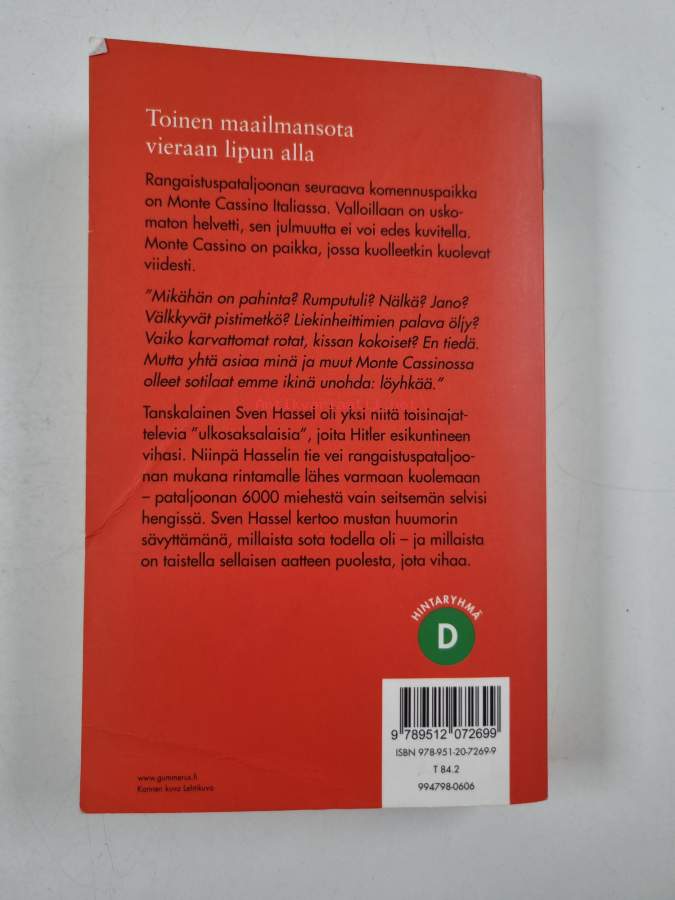 Toinen maailmansota
vieraan lipun alla
Rangaistuspataljoonan seuraava komennuspaikka
on Monte Cassino Italiassa. Valloillaan on usko-
maton helvetti, sen julmuutta ei voi edes kuvitella.
Monte Cassino on paikka, jossa kuolleetkin kuolevat
viidesti.
"Mikähän on pahinta? Rumputuli? Nälkä? Jano?
Välkkyvät pistimetkö? Liekinheittimien palava öljy?
Vaiko karvattomat rotat, kissan kokoiset? En tiedä.
Mutta yhtä asiaa minä ja muut Monte Cassinossa
olleet sotilaat emme ikinä unohda: löyhkää."
Tanskalainen Sven Hassel oli yksi niitä toisinajat-
televia "ulkosaksalaisia", joita Hitler esikuntineen
vihasi. Niinpä Hasselin tie vei rangaistuspataljoo-
nan mukana rintamalle lähes varmaan kuolemaan
– pataljoonan 6000 miehestä vain seitsemän selvisi
hengissä. Sven Hassel kertoo mustan huumorin
sävyttämänä, millaista sota todella oli – ja millaista
on taistella sellaisen aatteen puolesta, jota vihaa.
HINTARYHMÄ
D
9 789512 072699
ISBN 978-951-20-7269-9
T 84.2
994798-0606
www.gummerus.fi
Kannen kuva Lehtikuva